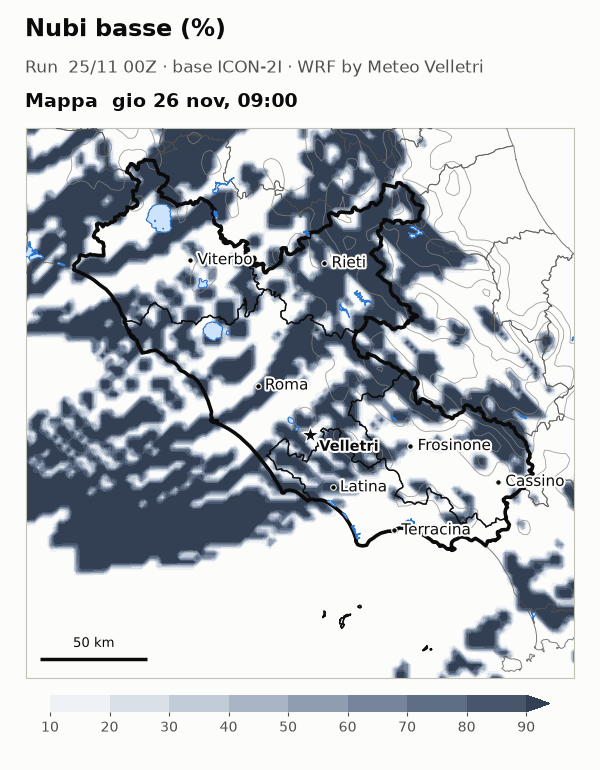 Nubi basse (%)
Run 25/11 00Z · base ICON-2I · WRF by Meteo Velletri
Mappa gio 26 nov, 09:00
Viterbo
Rieti
Roma
Velletri
Frosinone
Cassino
Latina
Terracina
50 km
10 20 30 40 50 60 70 80 90